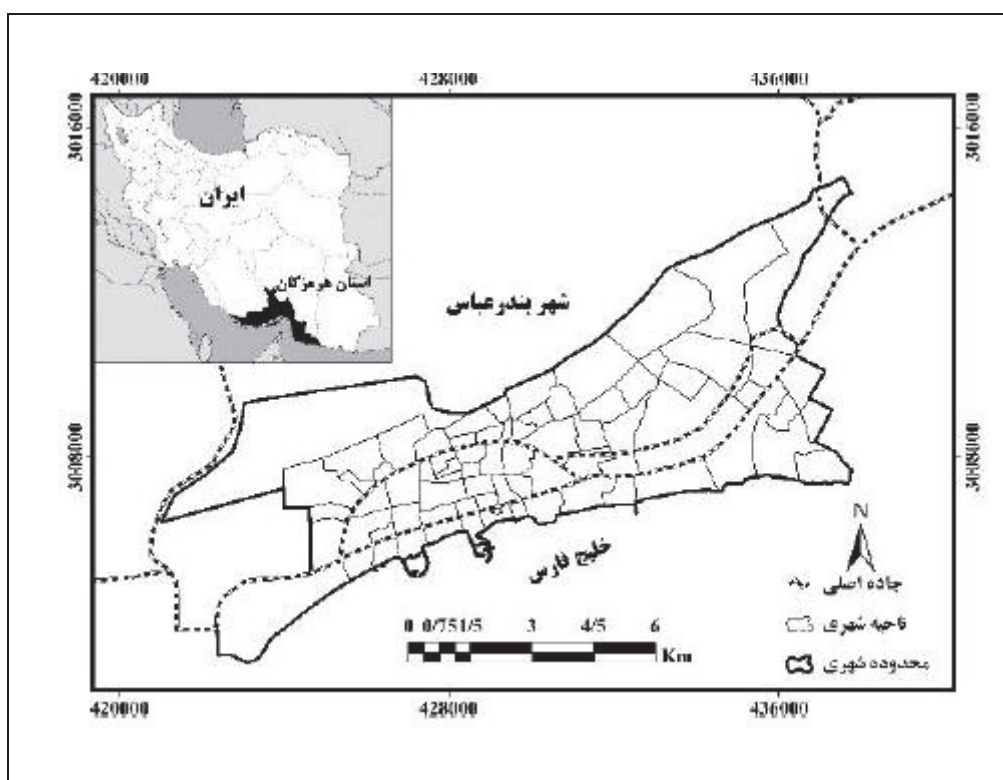 420000 428000 436000
3016000 3016000
ایران
استان هرمزگان
شهر بندرعباس
3008000 3008000
خلیج فارس
N
جاده اصلی
ناحیه شهری
محدوده شهری
0 0/75 1/5 3 4/5 6
Km
420000 428000 436000